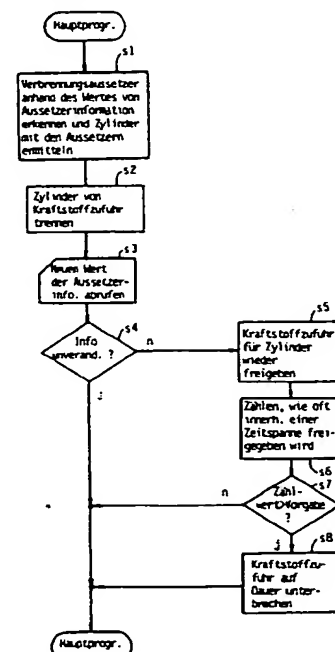 Hauptprogr.
s1
Verbrennungsaussetzer
anhand des Wertes von
Aussetzerinformation
erkennen und Zylinder
mit den Aussetzern
ermitteln
s2
Zylinder von
Kraftstoffzufuhr
trennen
s3
Neuen Wert
der Aussetzer-
info. abrufen
s4
Info
unverand. ?
n
j
s5
Kraftstoffzufuhr
für Zylinder
wieder
freigeben
Zählen, wie oft
innerh. einer
Zeitspanne frei-
gegeben wird
s6
s7
Zähl-
wert>Vorgabe
?
n
j
s8
Kraftstoffzu-
fuhr auf
Dauer unter-
brechen
Hauptprogr.